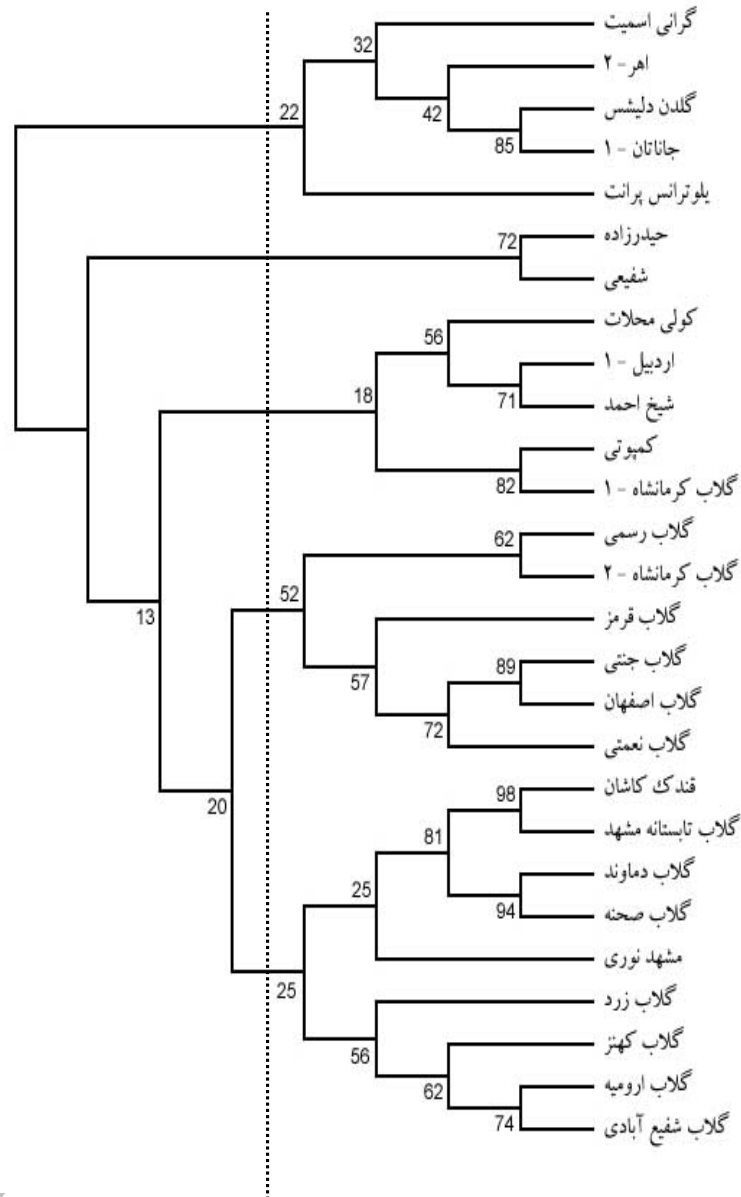 گرانی اسمیت
32
اهر - ۲
گلدن دلیشس
22
42
جاناتان - ۱
85
یلوترانس پرانت
حیدرزاده
72
شفیعی
کولی محلات
56
اردبیل - ۱
18
71
شیخ احمد
کمپوتی
82
گلاب کرمانشاه - ۱
گلاب رسمی
62
گلاب کرمانشاه - ۲
52
13
گلاب قرمز
گلاب جنتی
89
57
گلاب اصفهان
72
گلاب نعمتی
قندک کاشان
98
20
گلاب تابستانه مشهد
81
گلاب دماوند
25
94
گلاب صحنه
مشهد نوری
25
گلاب زرد
گلاب کهنز
56
گلاب ارومیه
62
74
گلاب شفیع آبادی